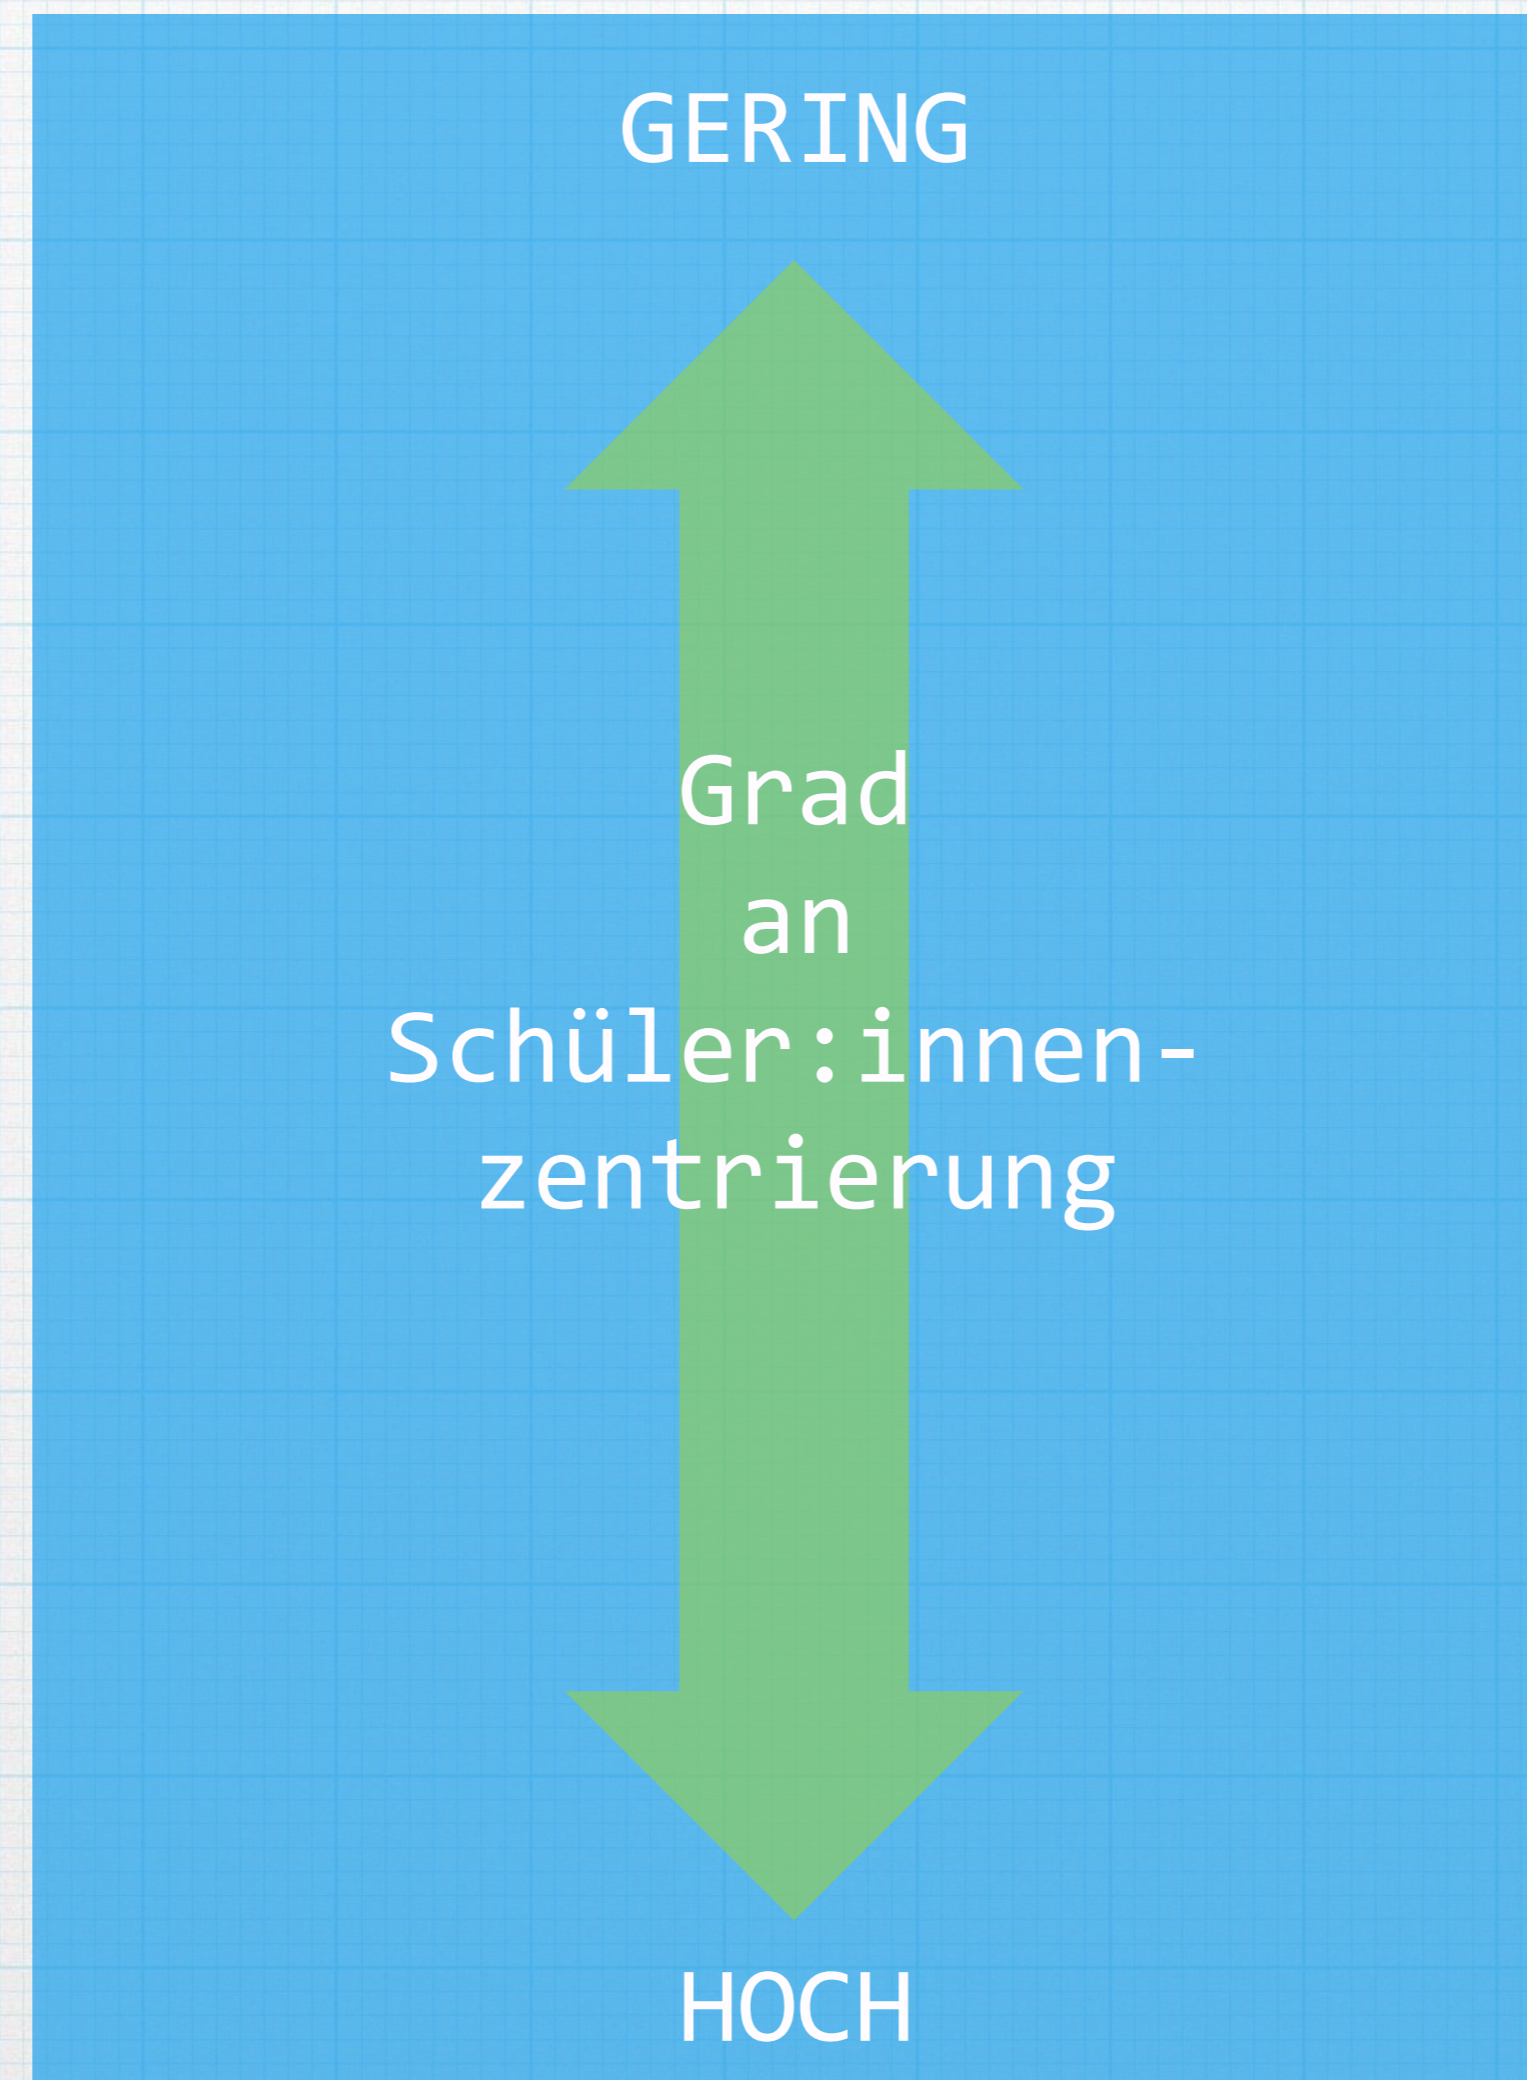 GERING
Grad
an
Schüler:innen-
zentrierung
HOCH